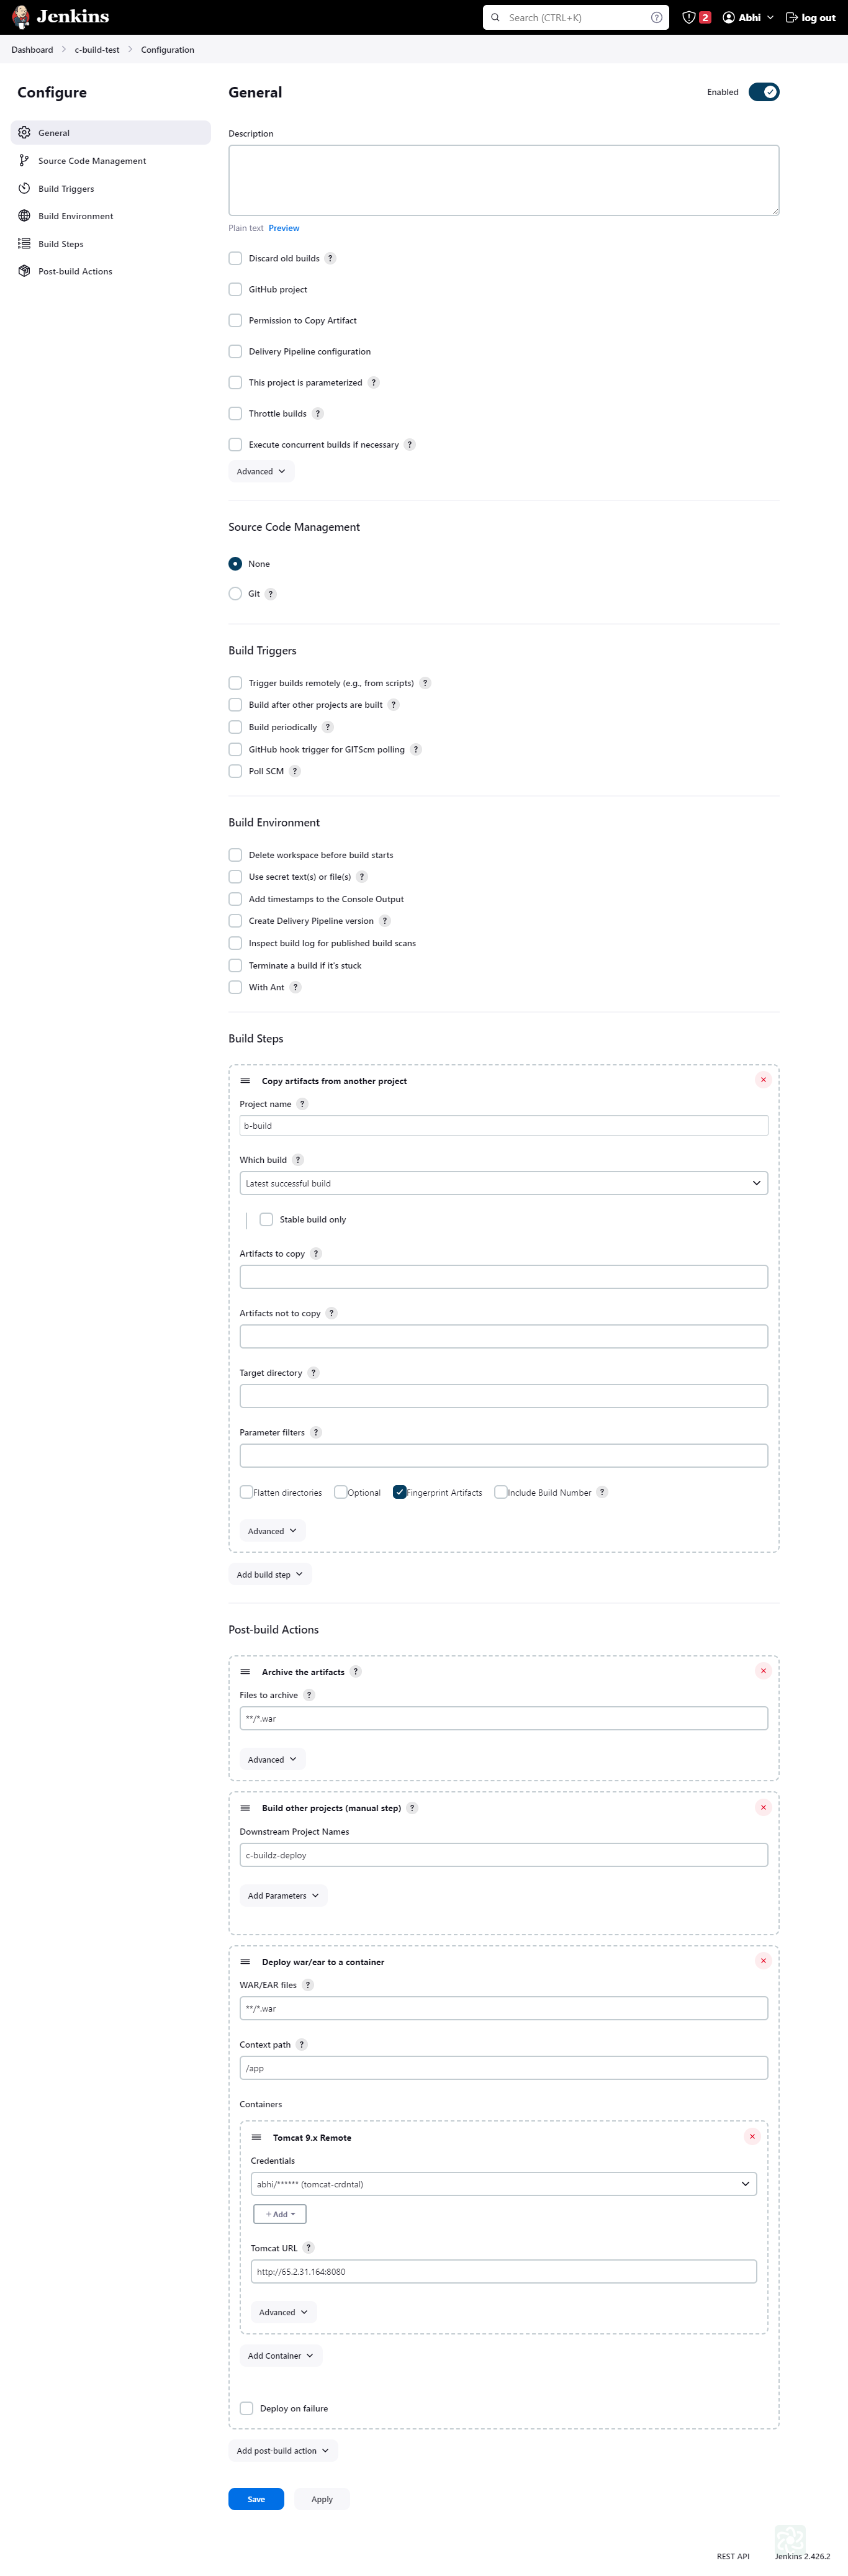 Jenkins
Search (CTRL+K)
?
2
Abhi
log out
Dashboard
c-build-test
Configuration
Configure
General
Source Code Management
Build Triggers
Build Environment
Build Steps
Post-build Actions
General
Enabled
Description
Plain text Preview
Discard old builds ?
GitHub project
Permission to Copy Artifact
Delivery Pipeline configuration
This project is parameterized ?
Throttle builds ?
Execute concurrent builds if necessary ?
Advanced
Source Code Management
None
Git ?
Build Triggers
Trigger builds remotely (e.g., from scripts) ?
Build after other projects are built ?
Build periodically ?
GitHub hook trigger for GITScm polling ?
Poll SCM ?
Build Environment
Delete workspace before build starts
Use secret text(s) or file(s) ?
Add timestamps to the Console Output
Create Delivery Pipeline version ?
Inspect build log for published build scans
Terminate a build if it's stuck
With Ant ?
Build Steps
Copy artifacts from another project
Project name ?
b-build
Which build ?
Latest successful build
Stable build only
Artifacts to copy ?
Artifacts not to copy ?
Target directory ?
Parameter filters ?
Flatten directories Optional Fingerprint Artifacts Include Build Number ?
Advanced
Add build step
Post-build Actions
Archive the artifacts ?
Files to archive ?
**/*.war
Advanced
Build other projects (manual step) ?
Downstream Project Names
c-buildz-deploy
Add Parameters
Deploy war/ear to a container
WAR/EAR files ?
**/*.war
Context path ?
/app
Containers
Tomcat 9.x Remote
Credentials
abhi/****** (tomcat-crdntal)
+ Add
Tomcat URL ?
http://65.2.31.164:8080
Advanced
Add Container
Deploy on failure
Add post-build action
Save
Apply
REST API
Jenkins 2.426.2